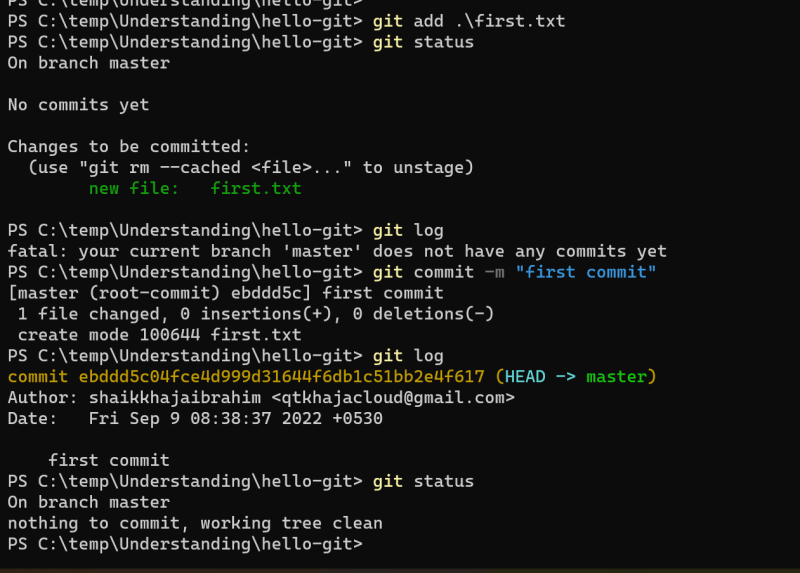 PS C:\temp\Understanding\hello-git>
PS C:\temp\Understanding\hello-git> git add .\first.txt
PS C:\temp\Understanding\hello-git> git status
On branch master
No commits yet
Changes to be committed:
  (use "git rm --cached <file>..." to unstage)
        new file:   first.txt
PS C:\temp\Understanding\hello-git> git log
fatal: your current branch 'master' does not have any commits yet
PS C:\temp\Understanding\hello-git> git commit -m "first commit"
[master (root-commit) ebddd5c] first commit
 1 file changed, 0 insertions(+), 0 deletions(-)
 create mode 100644 first.txt
PS C:\temp\Understanding\hello-git> git log
commit ebddd5c04fce4d999d31644f6db1c51bb2e4f617 (HEAD -> master)
Author: shaikkhajaibrahim <qtkhajacloud@gmail.com>
Date:   Fri Sep 9 08:38:37 2022 +0530
    first commit
PS C:\temp\Understanding\hello-git> git status
On branch master
nothing to commit, working tree clean
PS C:\temp\Understanding\hello-git>